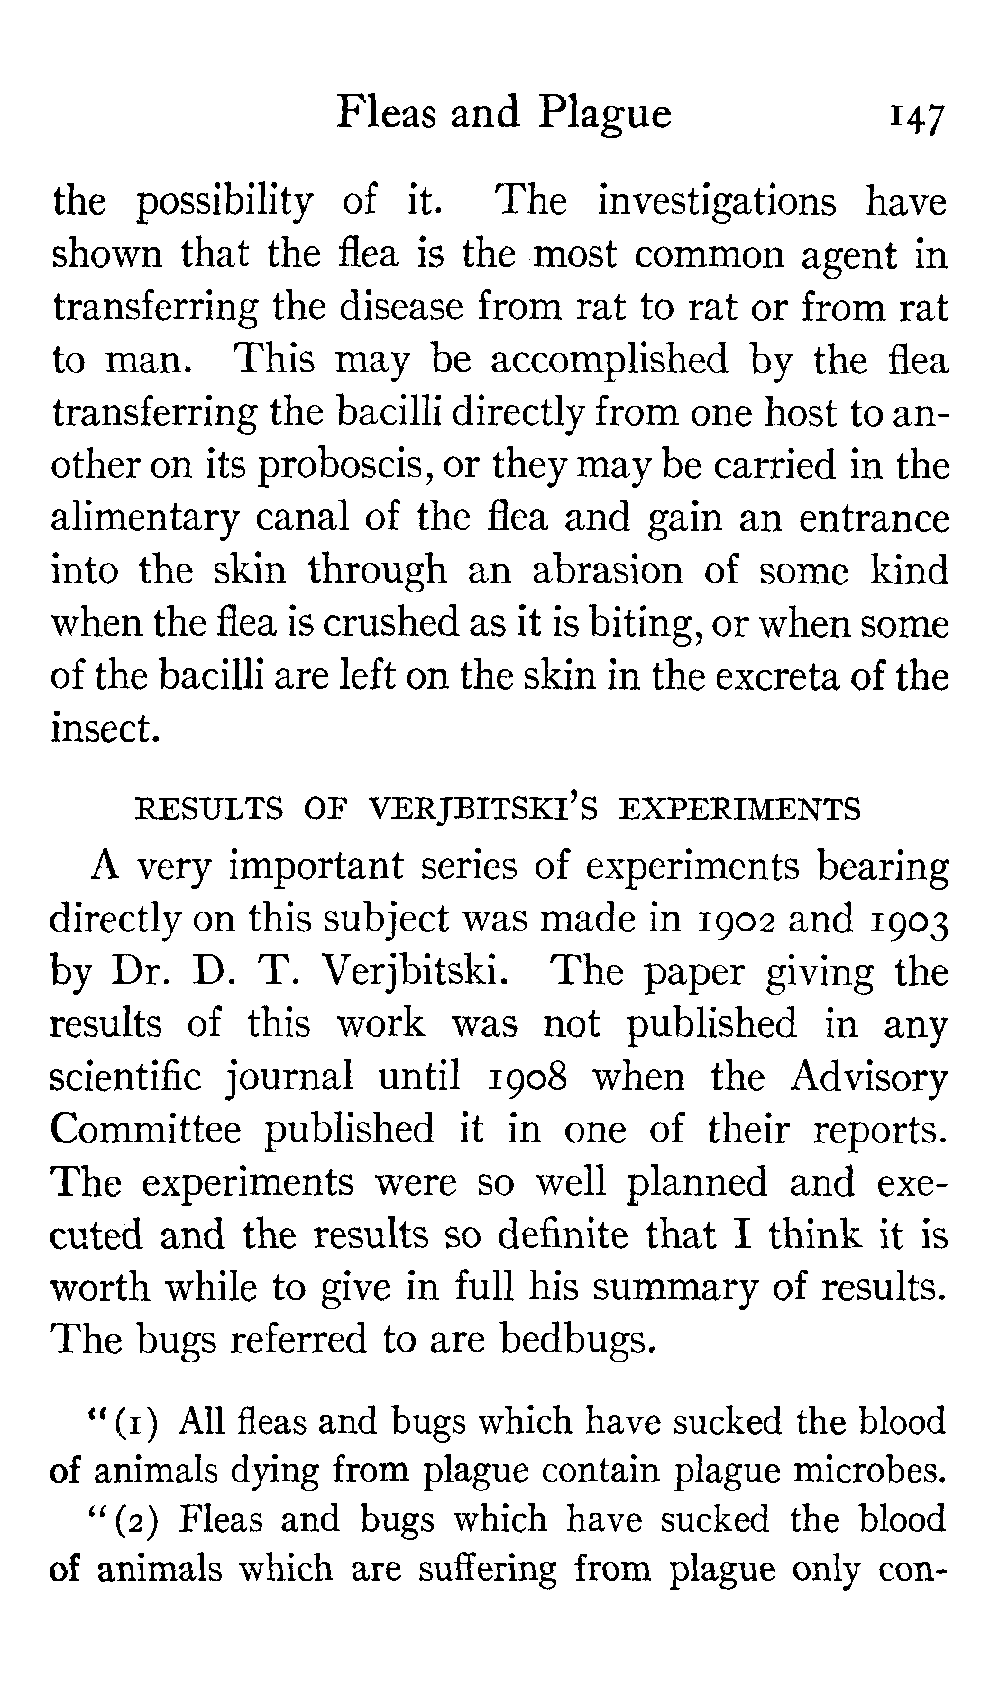 Fleas and Plague 147
the possibility of it. The investigations have
shown that the flea is the most common agent in
transferring the disease from rat to rat or from rat
to man. This may be accomplished by the flea
transferring the bacilli directly from one host to an-
other on its proboscis, or they may be carried in the
alimentary canal of the flea and gain an entrance
into the skin through an abrasion of some kind
when the flea is crushed as it is biting, or when some
of the bacilli are left on the skin in the excreta of the
insect.
RESULTS OF VERJBITSKI'S EXPERIMENTS
A very important series of experiments bearing
directly on this subject was made in 1902 and 1903
by Dr. D. T. Verjbitski. The paper giving the
results of this work was not published in any
scientific journal until 1908 when the Advisory
Committee published it in one of their reports.
The experiments were so well planned and exe-
cuted and the results so definite that I think it is
worth while to give in full his summary of results.
The bugs referred to are bedbugs.
"(1) All fleas and bugs which have sucked the blood
of animals dying from plague contain plague microbes.
"(2) Fleas and bugs which have sucked the blood
of animals which are suffering from plague only con-